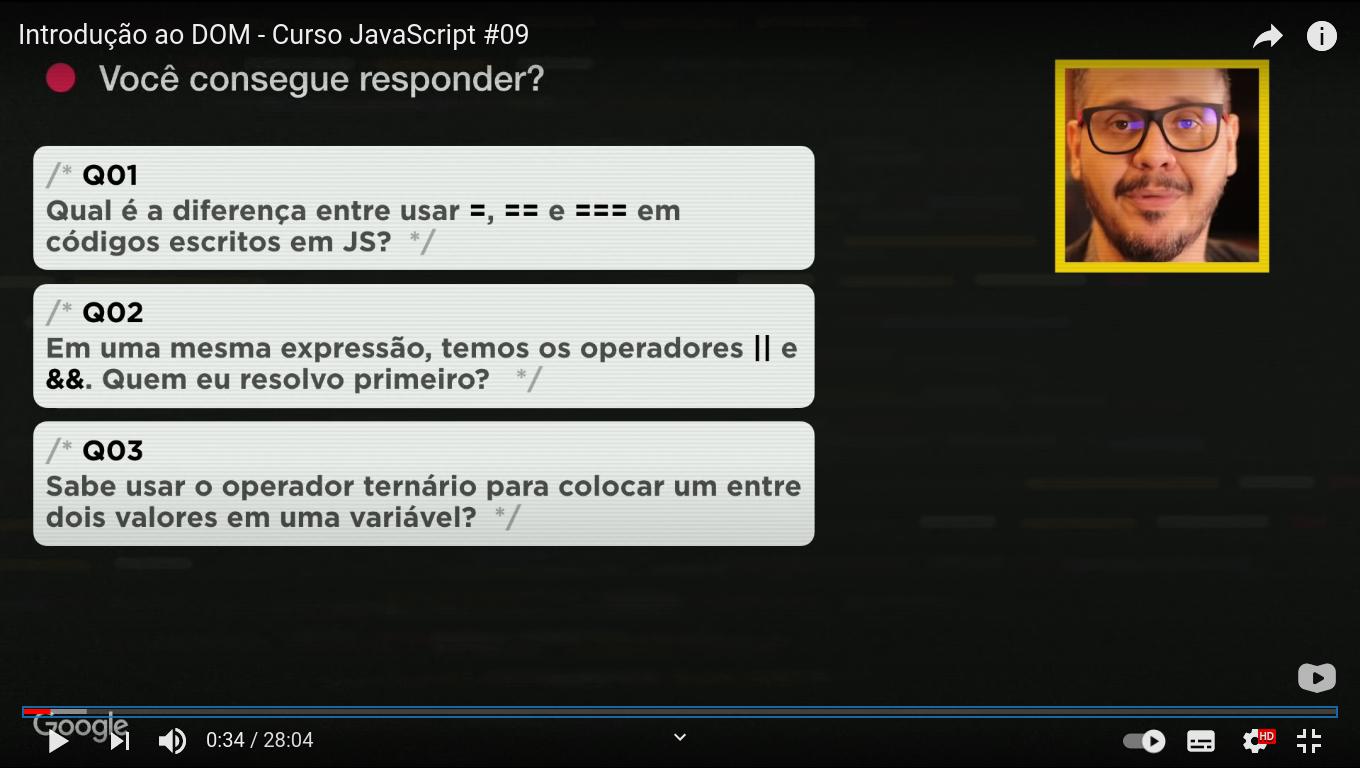 Introdução ao DOM - Curso JavaScript #09
Você consegue responder?
/* Q01
Qual é a diferença entre usar =, == e === em
códigos escritos em JS? */
/* Q02
Em uma mesma expressão, temos os operadores || e
&&. Quem eu resolvo primeiro? */
/* Q03
Sabe usar o operador ternário para colocar um entre
dois valores em uma variável? */
Google
0:34 / 28:04
HD